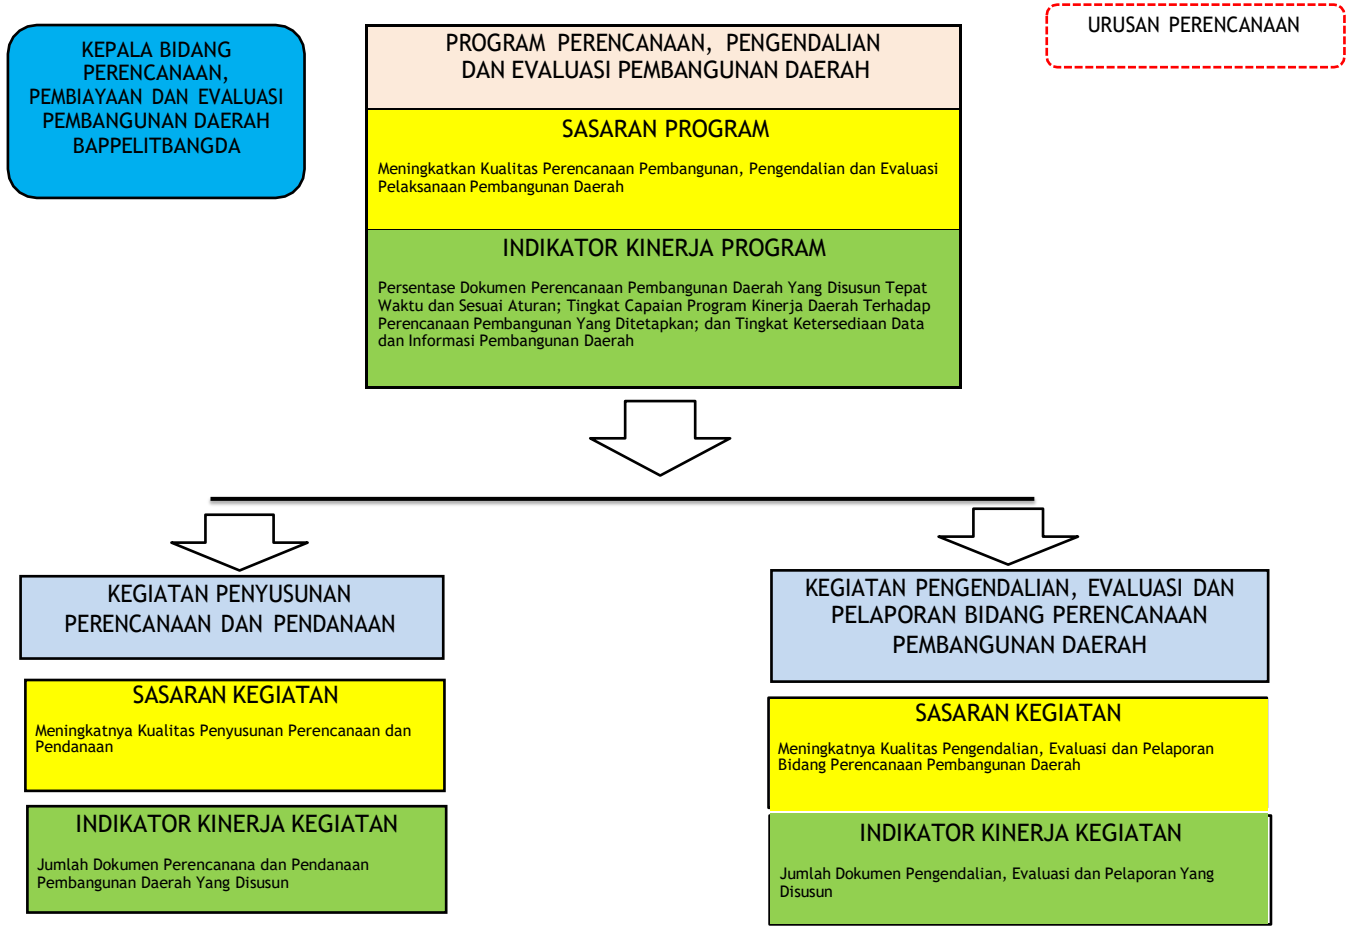 KEPALA BIDANG
PERENCANAAN,
PEMBIAYAAN DAN EVALUASI
PEMBANGUNAN DAERAH
BAPPELITBANGDA
PROGRAM PERENCANAAN, PENGENDALIAN
DAN EVALUASI PEMBANGUNAN DAERAH
URUSAN PERENCANAAN
SASARAN PROGRAM
Meningkatkan Kualitas Perencanaan Pembangunan, Pengendalian dan Evaluasi
Pelaksanaan Pembangunan Daerah
INDIKATOR KINERJA PROGRAM
Persentase Dokumen Perencanaan Pembangunan Daerah Yang Disusun Tepat
Waktu dan Sesuai Aturan; Tingkat Capaian Program Kinerja Daerah Terhadap
Perencanaan Pembangunan Yang Ditetapkan; dan Tingkat Ketersediaan Data
dan Informasi Pembangunan Daerah
KEGIATAN PENYUSUNAN
PERENCANAAN DAN PENDANAAN
SASARAN KEGIATAN
Meningkatnya Kualitas Penyusunan Perencanaan dan
Pendanaan
INDIKATOR KINERJA KEGIATAN
Jumlah Dokumen Perencanana dan Pendanaan
Pembangunan Daerah Yang Disusun
KEGIATAN PENGENDALIAN, EVALUASI DAN
PELAPORAN BIDANG PERENCANAAN
PEMBANGUNAN DAERAH
SASARAN KEGIATAN
Meningkatnya Kualitas Pengendalian, Evaluasi dan Pelaporan
Bidang Perencanaan Pembangunan Daerah
INDIKATOR KINERJA KEGIATAN
Jumlah Dokumen Pengendalian, Evaluasi dan Pelaporan Yang
Disusun